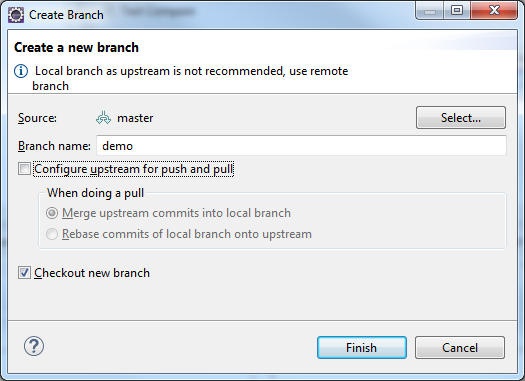 Create Branch
Create a new branch
Local branch as upstream is not recommended, use remote
branch
Source: master Select...
Branch name: demo
Configure upstream for push and pull
When doing a pull
Merge upstream commits into local branch
Rebase commits of local branch onto upstream
Checkout new branch
? Finish Cancel